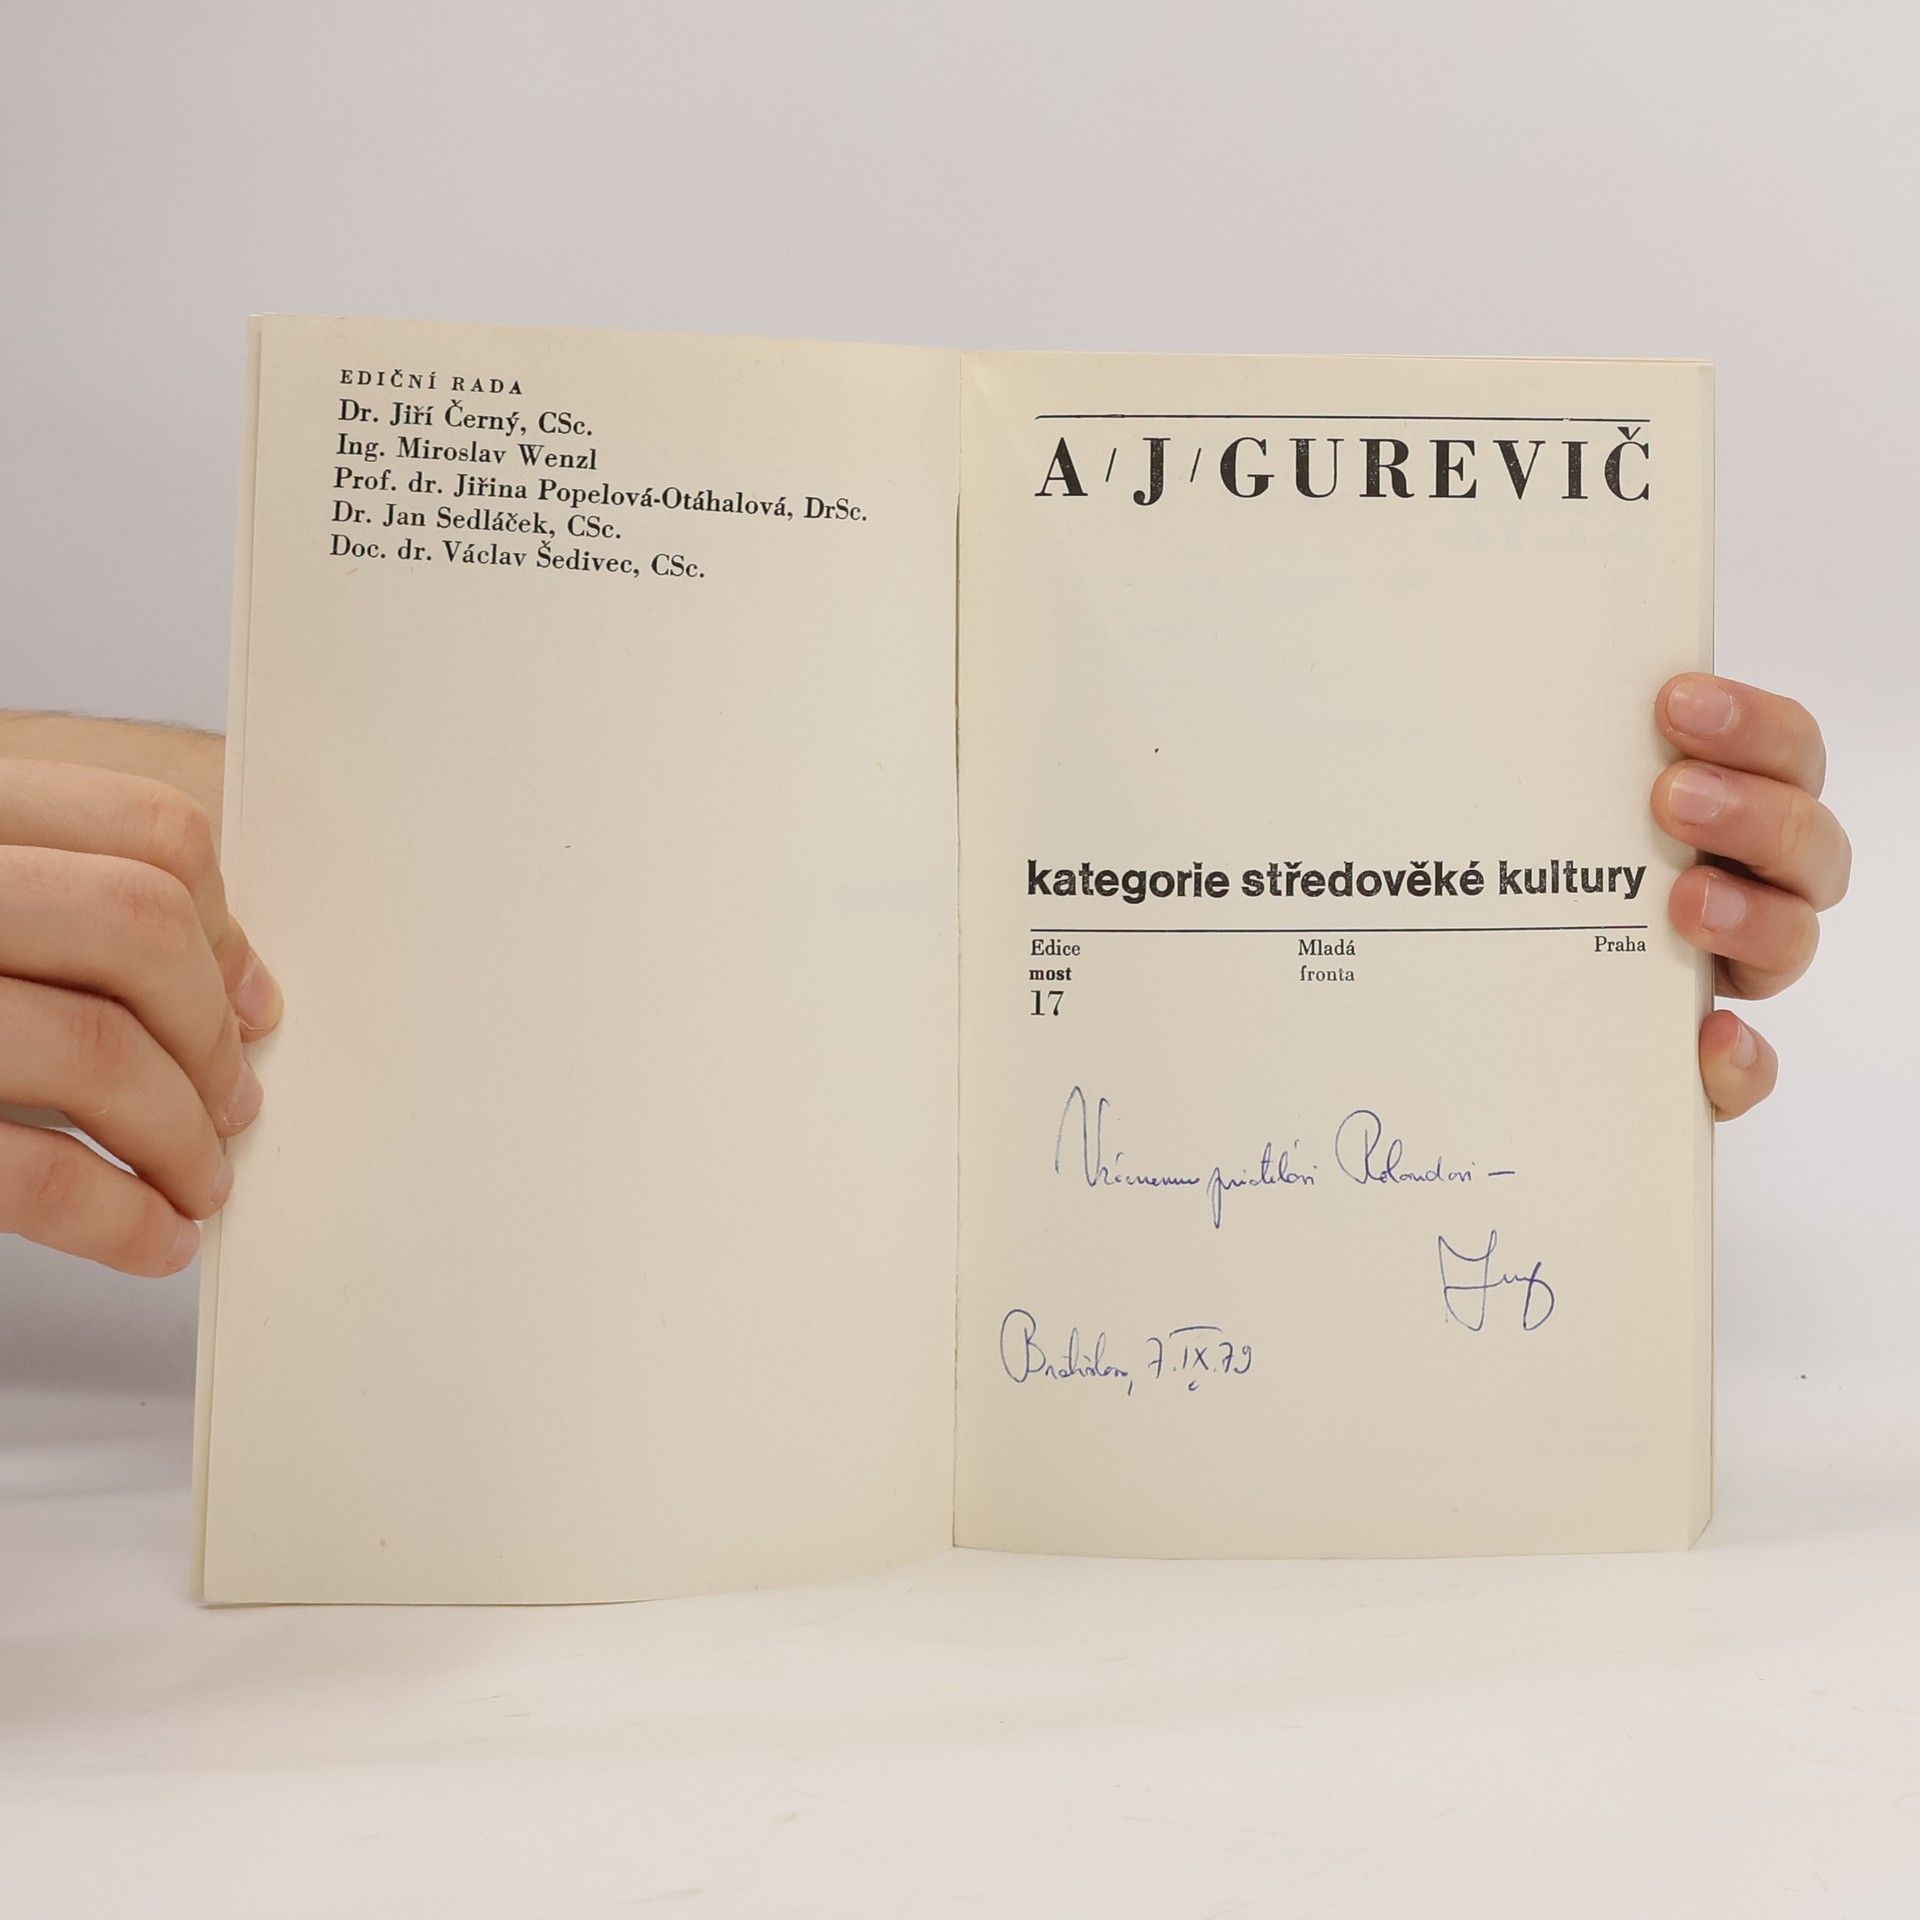 EDIČNÍ RADA
Dr. Jiří Černý, CSc.
Ing. Miroslav Wenzl
Prof. dr. Jiřina Popelová-Otáhalová, DrSc.
Dr. Jan Sedláček, CSc.
Doc. dr. Václav Šedivec, CSc.
A/J/GUREVIČ
kategorie středověké kultury
Edice Mladá Praha
most fronta
17
Vzácnemu priateľovi Rolandovi —
Bratislava, 7.IX.79